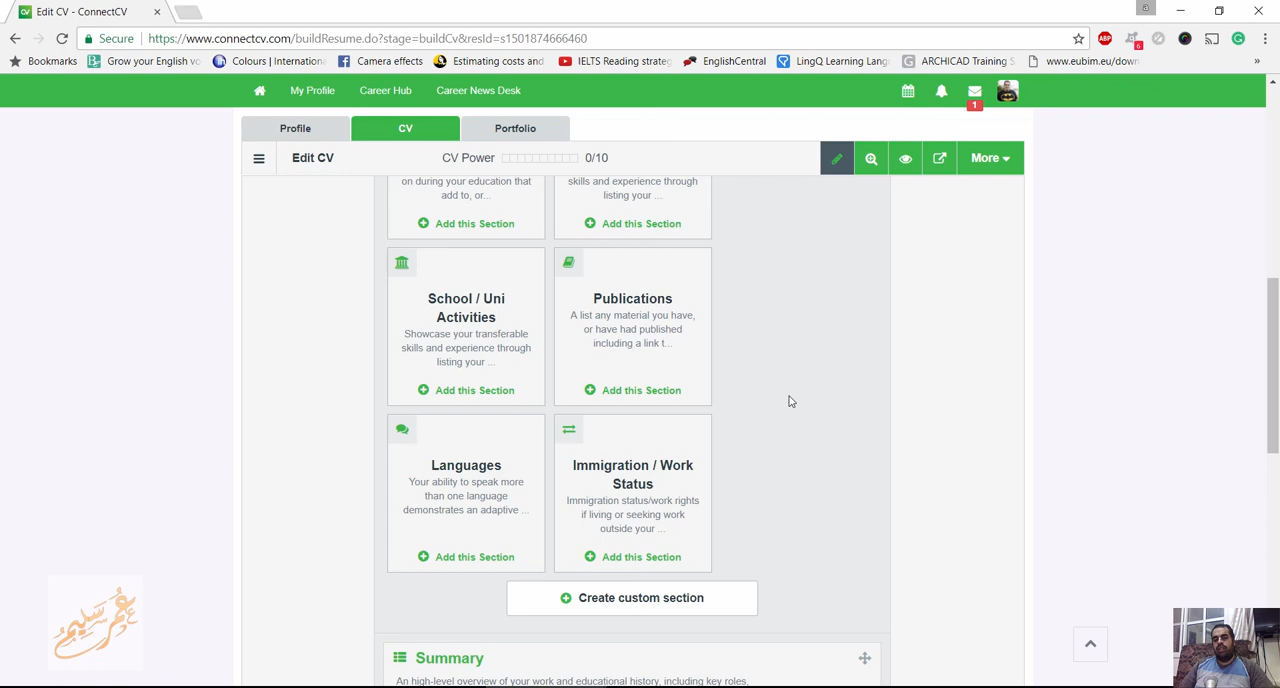 CV Edit CV - ConnectCV
Secure https://www.connectcv.com/buildResume.do?stage=buildCv&resId=s1501874666460
ABP 6
Bookmarks Grow your English vo Colours | Internationa Camera effects Estimating costs and IELTS Reading strateg EnglishCentral LingQ Learning Lang ARCHICAD Training S www.eubim.eu/down »
My Profile Career Hub Career News Desk
1
Profile CV Portfolio
Edit CV CV Power 0/10 More
on during your education that
add to, or...
Add this Section
skills and experience through
listing your ...
Add this Section
School / Uni
Activities
Showcase your transferable
skills and experience through
listing your ...
Add this Section
Publications
A list any material you have,
or have had published
including a link t...
Add this Section
Languages
Your ability to speak more
than one language
demonstrates an adaptive ...
Add this Section
Immigration / Work
Status
Immigration status/work rights
if living or seeking work
outside your ...
Add this Section
Create custom section
Summary
An high-level overview of your work and educational history, including key roles,
عمر سليم